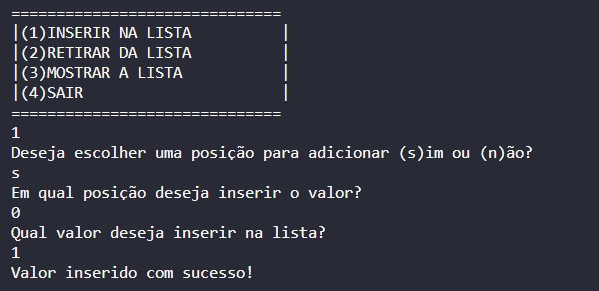 ==============================
|(1)INSERIR NA LISTA          |
|(2)RETIRAR DA LISTA          |
|(3)MOSTRAR A LISTA           |
|(4)SAIR                      |
==============================
1
Deseja escolher uma posição para adicionar (s)im ou (n)ão?
s
Em qual posição deseja inserir o valor?
0
Qual valor deseja inserir na lista?
1
Valor inserido com sucesso!